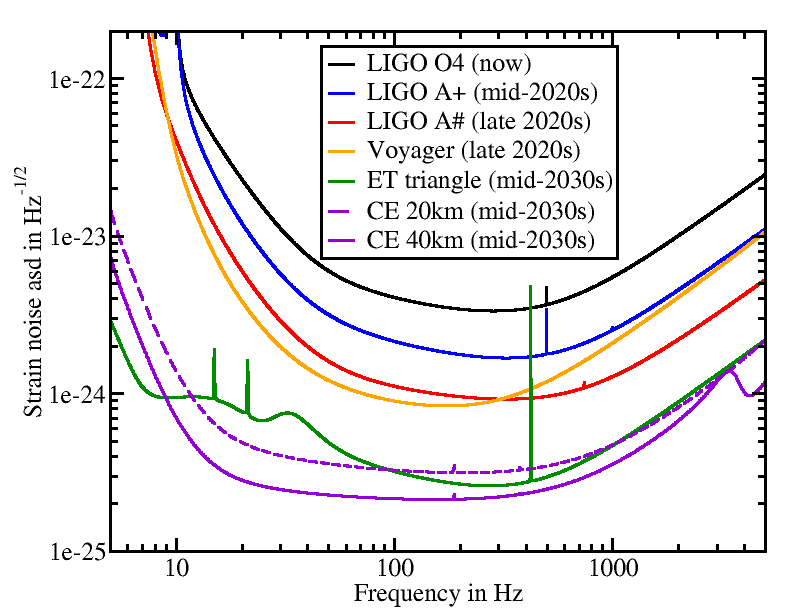 LIGO O4 (now)
LIGO A+ (mid-2020s)
LIGO A# (late 2020s)
Voyager (late 2020s)
ET triangle (mid-2030s)
CE 20km (mid-2030s)
CE 40km (mid-2030s)
1e-22
1e-23
1e-24
1e-25
Strain noise asd in Hz-1/2
10 100 1000
Frequency in Hz